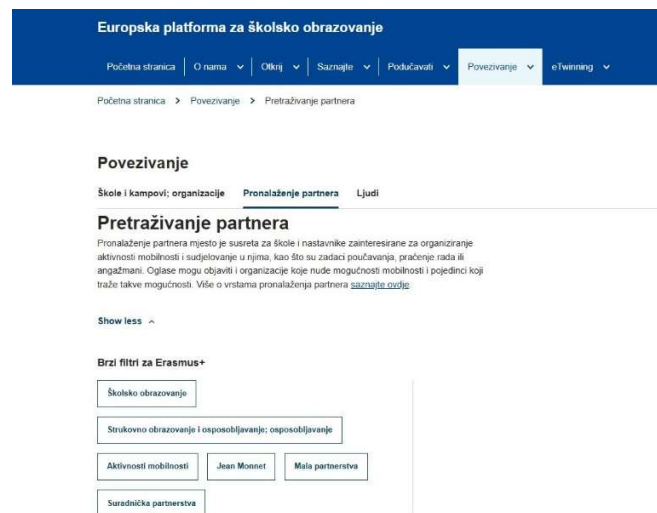 Europska platforma za školsko obrazovanje
Početna stranica O nama Otkrij Saznajte Podučavati Povezivanje eTwinning
Početna stranica > Povezivanje > Pretraživanje partnera
Povezivanje
Škole i kampovi; organizacije Pronalaženje partnera Ljudi
Pretraživanje partnera
Pronalaženje partnera mjesto je susreta za škole i nastavnike zainteresirane za organiziranje
aktivnosti mobilnosti i sudjelovanje u njima, kao što su zadaci poučavanja, praćenje rada ili
angažmani. Oglase mogu objaviti i organizacije koje nude mogućnosti mobilnosti i pojedinci koji
traže takve mogućnosti. Više o vrstama pronalaženja partnera saznajte ovdje.
Show less
Brzi filtri za Erasmus+
Školsko obrazovanje
Strukovno obrazovanje i osposobljavanje; osposobljavanje
Aktivnosti mobilnosti Jean Monnet Mala partnerstva
Suradnička partnerstva